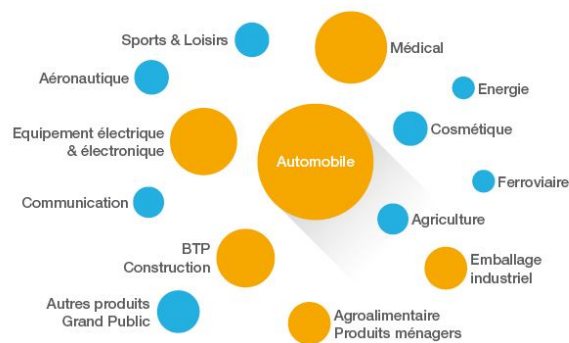 Sports & Loisirs
Médical
Aéronautique
Energie
Equipement électrique
& électronique
Cosmétique
Automobile
Ferroviaire
Communication
Agriculture
BTP
Construction
Emballage
industriel
Autres produits
Grand Public
Agroalimentaire
Produits ménagers